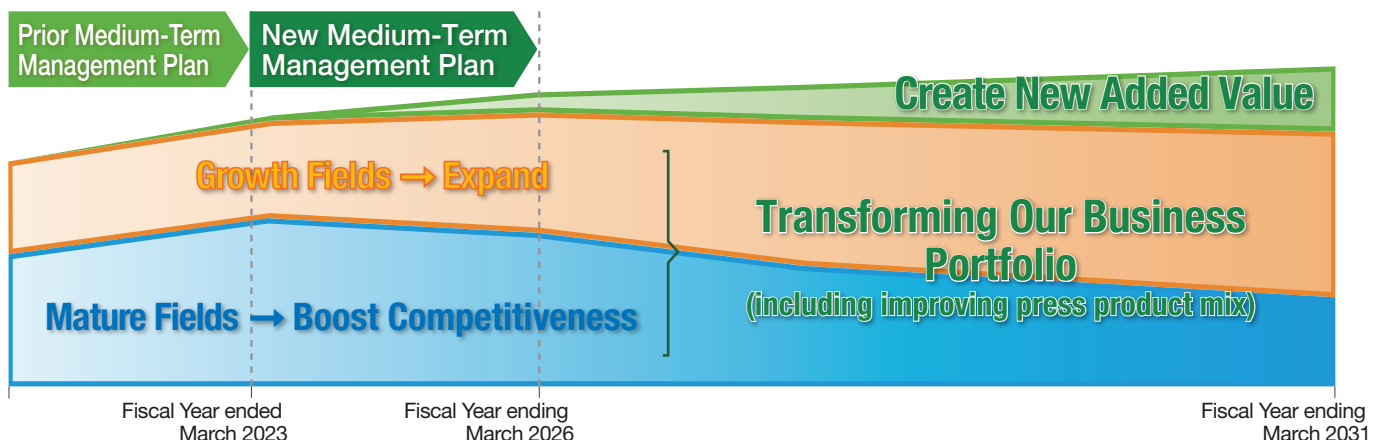 Prior Medium-Term
Management Plan
New Medium-Term
Management Plan
Create New Added Value
Growth Fields → Expand
Transforming Our Business
Portfolio
(including improving press product mix)
Mature Fields → Boost Competitiveness
Fiscal Year ended
March 2023
Fiscal Year ending
March 2026
Fiscal Year ending
March 2031